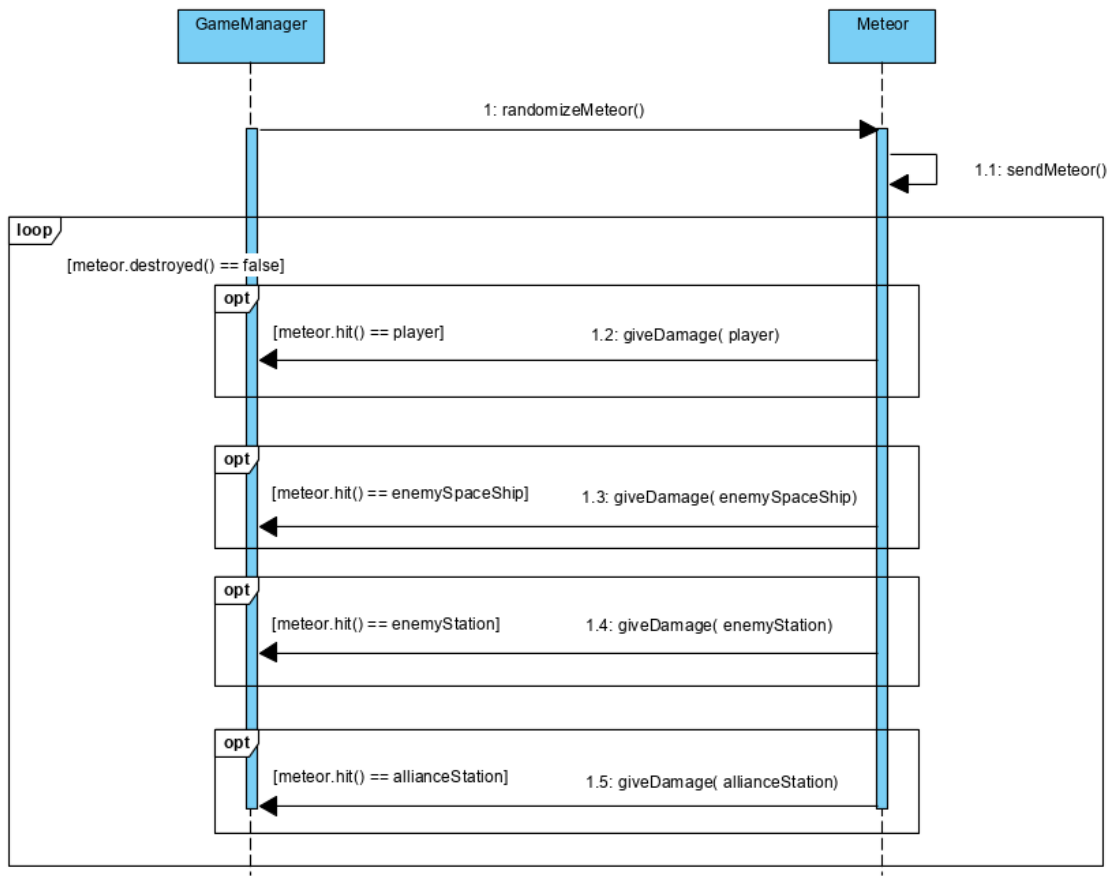 GameManager
Meteor
1: randomizeMeteor()
1.1: sendMeteor()
loop
[meteor.destroyed() == false]
opt
[meteor.hit() == player]
1.2: giveDamage( player)
opt
[meteor.hit() == enemySpaceShip]
1.3: giveDamage( enemySpaceShip)
opt
[meteor.hit() == enemyStation]
1.4: giveDamage( enemyStation)
opt
[meteor.hit() == allianceStation]
1.5: giveDamage( allianceStation)